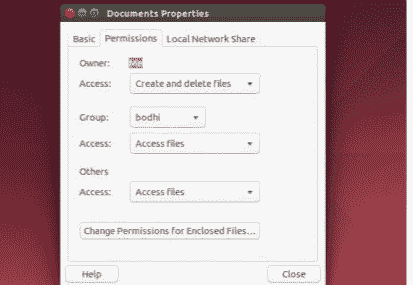 Documents Properties
Basic Permissions Local Network Share
Owner:
Access: Create and delete files
Group: bodhi
Access: Access files
Others
Access: Access files
Change Permissions for Enclosed Files...
Help Close